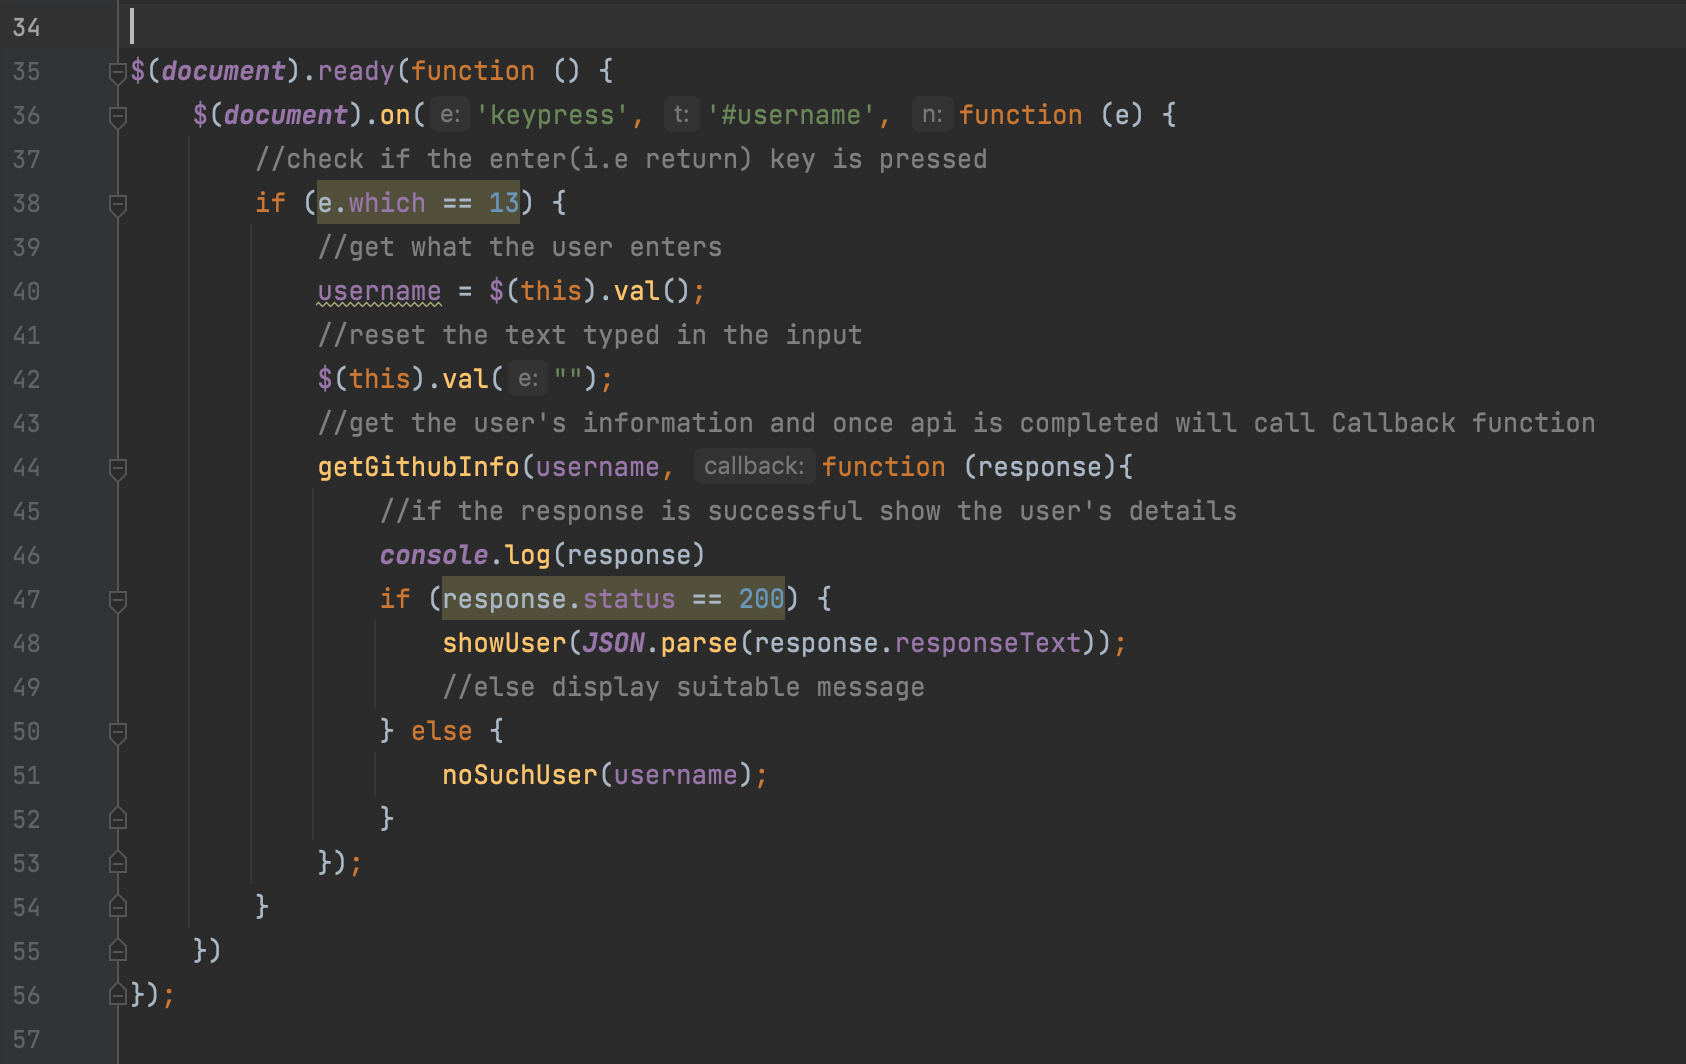 34
35 $(document).ready(function () {
36 $(document).on( e: 'keypress', t: '#username', n: function (e) {
37 //check if the enter(i.e return) key is pressed
38 if (e.which == 13) {
39 //get what the user enters
40 username = $(this).val();
41 //reset the text typed in the input
42 $(this).val( e: "");
43 //get the user's information and once api is completed will call Callback function
44 getGithubInfo(username, callback: function (response){
45 //if the response is successful show the user's details
46 console.log(response)
47 if (response.status == 200) {
48 showUser(JSON.parse(response.responseText));
49 //else display suitable message
50 } else {
51 noSuchUser(username);
52 }
53 });
54 }
55 })
56 });
57